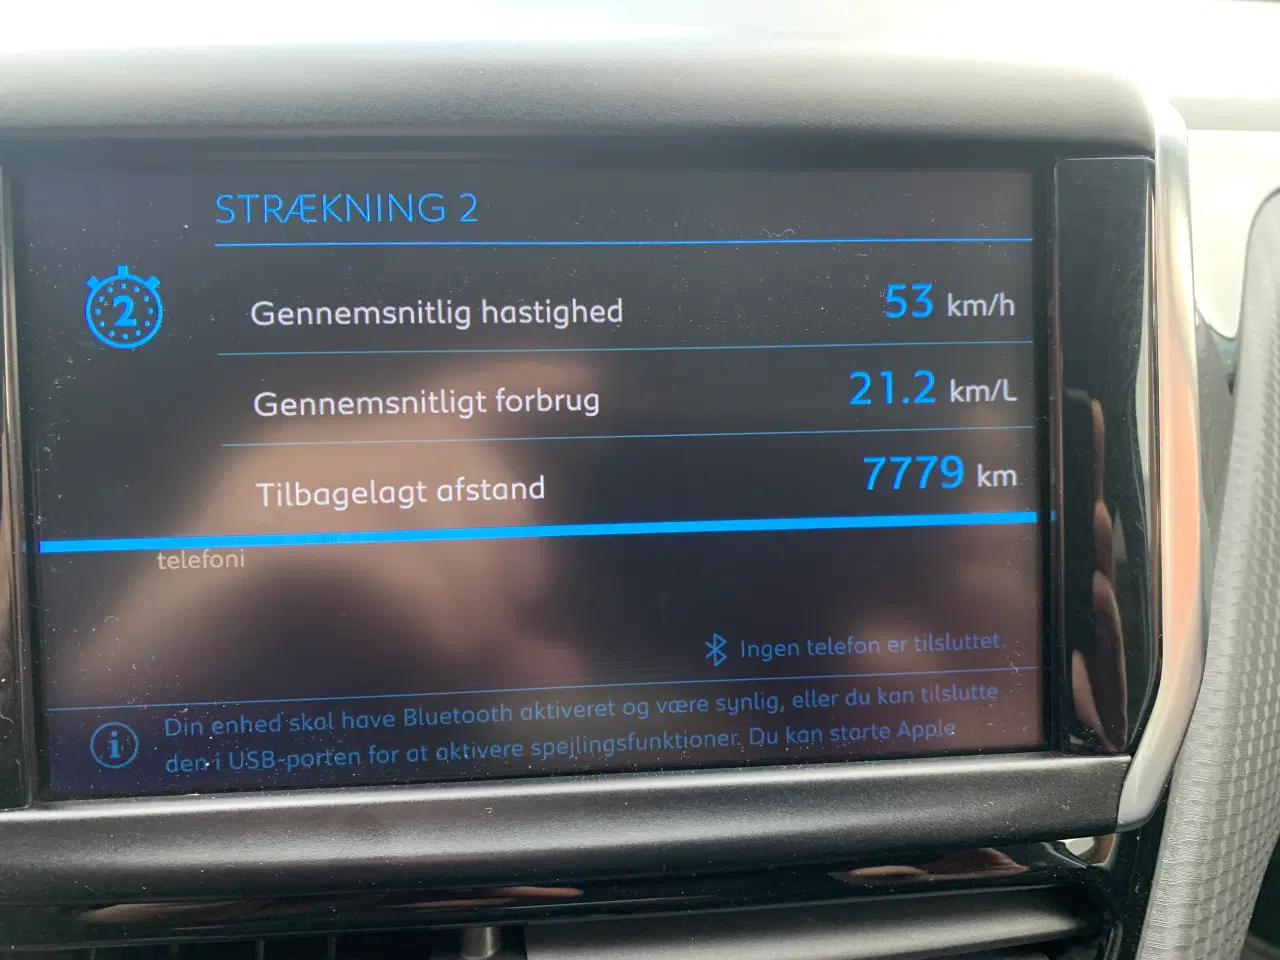 STRÆKNING 2
2
Gennemsnitlig hastighed 53 km/h
Gennemsnitligt forbrug 21.2 km/L
Tilbagelagt afstand 7779 km
telefoni
Ingen telefon er tilsluttet.
Din enhed skal have Bluetooth aktiveret og være synlig, eller du kan tilslutte
den i USB-porten for at aktivere spejlingsfunktioner. Du kan starte Apple